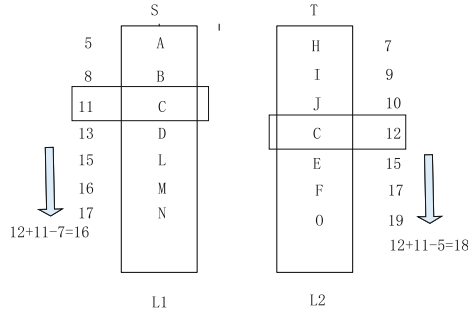 S T
5 A H 7
8 B I 9
11 C J 10
13 D C 12
15 L E 15
16 M F 17
17 N O 19
12+11-7=16 12+11-5=18
L1 L2